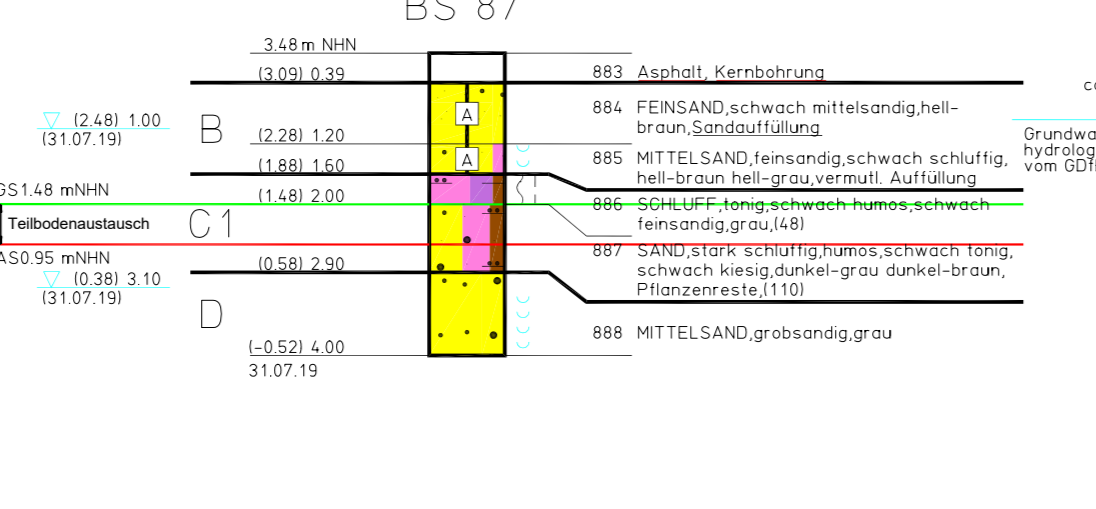 BS 87
3.48 m NHN
(3.09) 0.39
883 Asphalt, Kernbohrung
A
884 FEINSAND,schwach mittelsandig,hell-
braun,Sandauffüllung
(2.48) 1.00
(31.07.19)
B
(2.28) 1.20
A
885 MITTELSAND,feinsandig,schwach schluffig,
hell-braun hell-grau,vermutl. Auffüllung
(1.88) 1.60
GS1.48 mNHN
(1.48) 2.00
886 SCHLUFF,tonig,schwach humos,schwach
feinsandig,grau,(48)
Teilbodenaustausch
C1
887 SAND,stark schluffig,humos,schwach tonig,
schwach kiesig,dunkel-grau dunkel-braun,
Pflanzenreste,(110)
AS0.95 mNHN
(0.58) 2.90
(0.38) 3.10
(31.07.19)
D
888 MITTELSAND,grobsandig,grau
(-0.52) 4.00
31.07.19
Grundwa
hydrolog